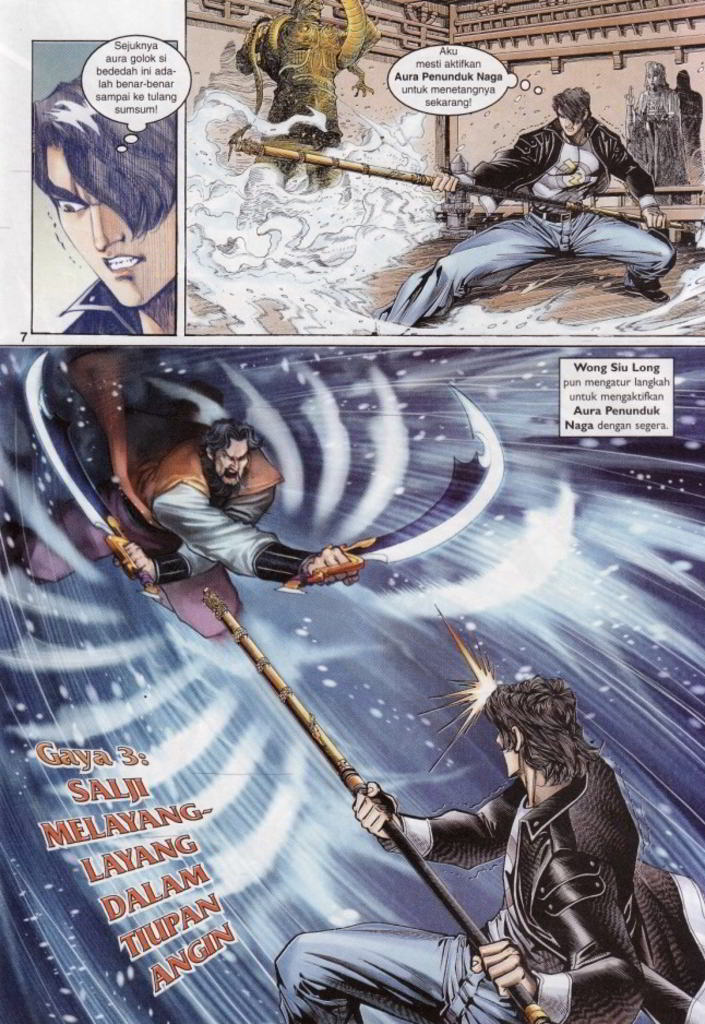 Sejuknya
aura golok si
bedebah ini ada-
lah benar-benar
sampai ke tulang
sumsum!
Aku
mesti aktifkan
Aura Penunduk Naga
untuk menetangnya
sekarang!
7
Wong Siu Long
pun mengatur langkah
untuk mengaktifkan
Aura Penunduk
Naga dengan segera.
Gaya 3:
SALJI
MELAYANG-
LAYANG
DALAM
TIUPAN
ANGIN